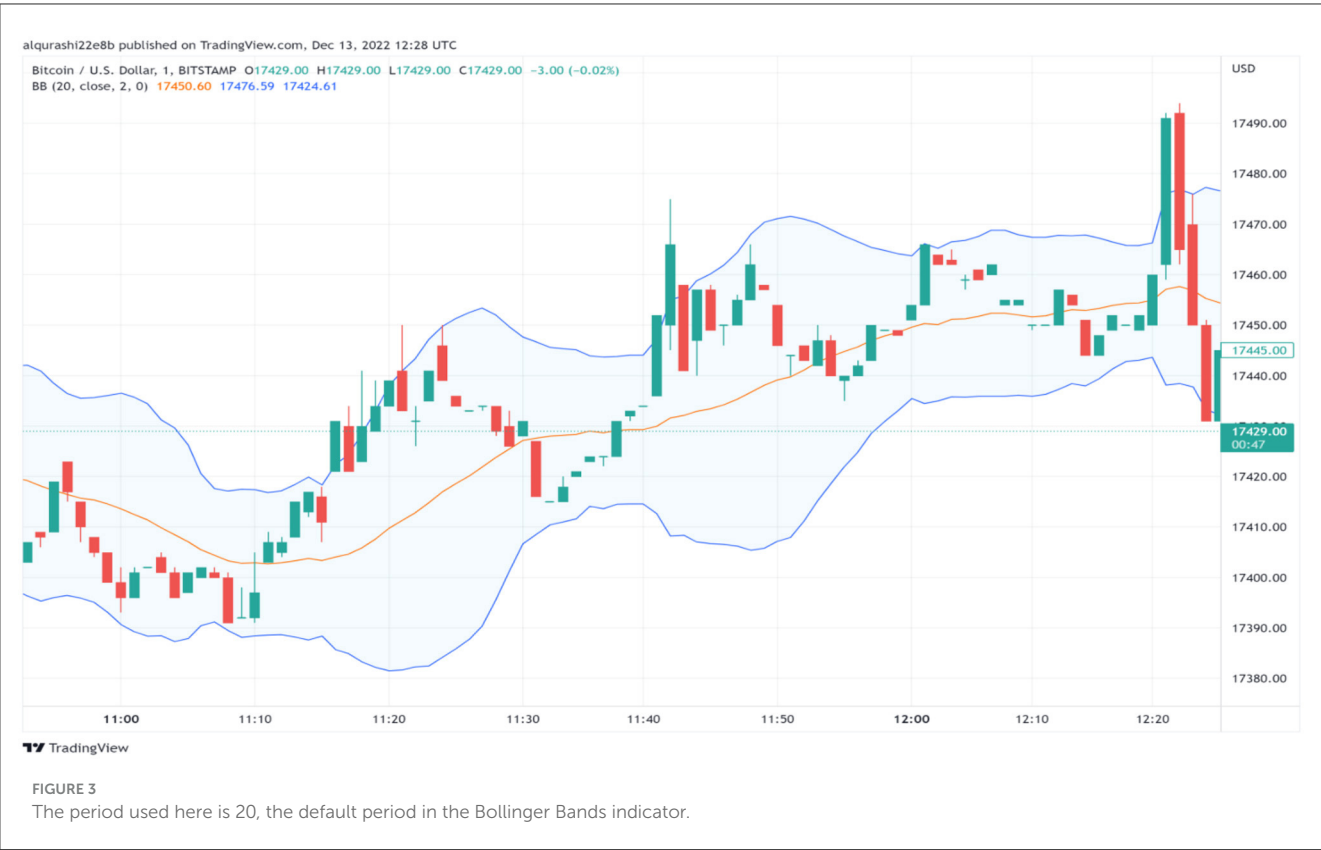 alqurashi22e8b published on TradingView.com, Dec 13, 2022 12:28 UTC
Bitcoin / U.S. Dollar, 1, BITSTAMP O17429.00 H17429.00 L17429.00 C17429.00 −3.00 (−0.02%)
BB (20, close, 2, 0) 17450.60 17476.59 17424.61
USD
17490.00
17480.00
17470.00
17460.00
17450.00
17445.00
17440.00
17429.00
00:47
17420.00
17410.00
17400.00
17390.00
17380.00
11:00 11:10 11:20 11:30 11:40 11:50 12:00 12:10 12:20
TradingView
FIGURE 3
The period used here is 20, the default period in the Bollinger Bands indicator.